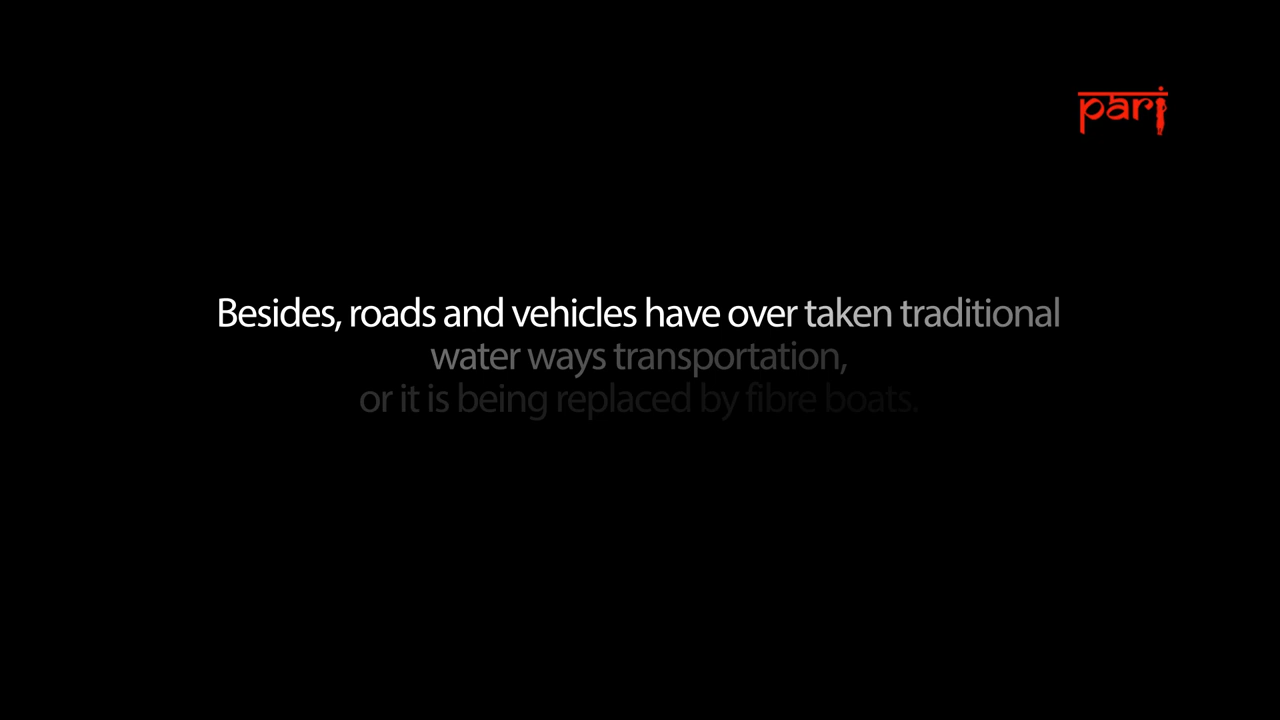 pari
Besides, roads and vehicles have over taken traditional
water ways transportation,
or it is being replaced by fibre boats.